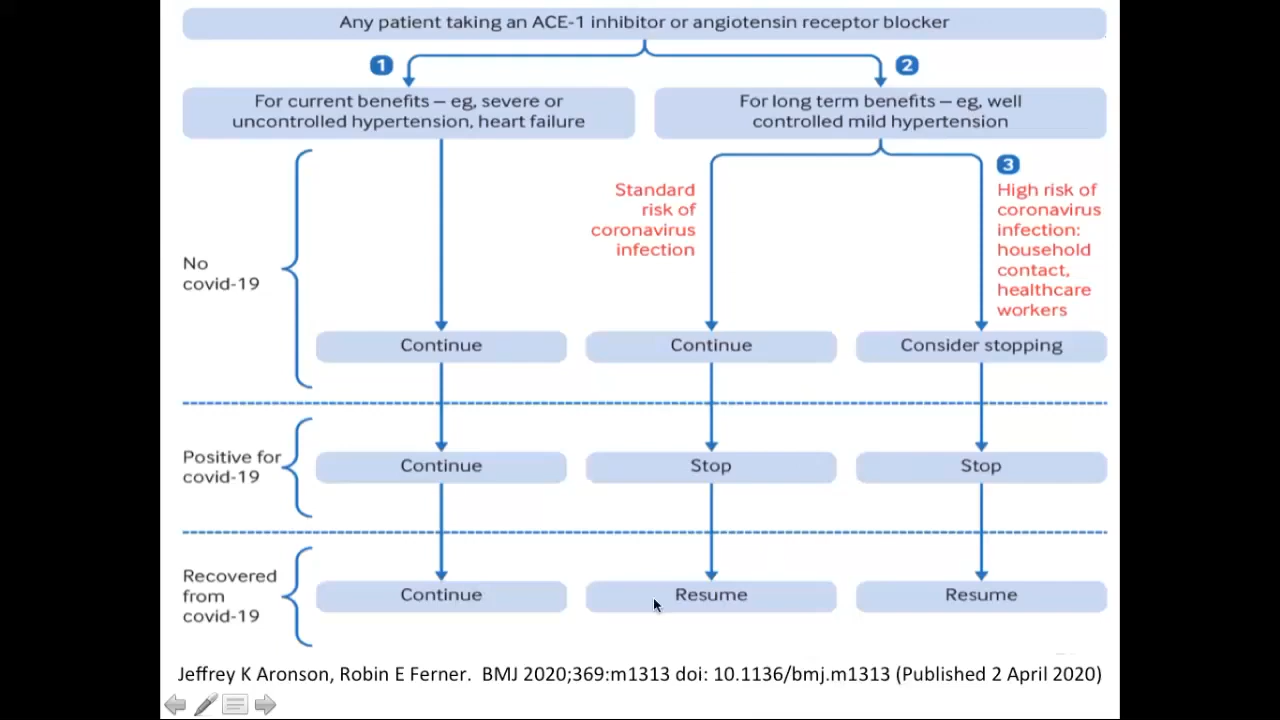 Any patient taking an ACE-1 inhibitor or angiotensin receptor blocker
1
2
For current benefits – eg, severe or
uncontrolled hypertension, heart failure
For long term benefits – eg, well
controlled mild hypertension
3
Standard
risk of
coronavirus
infection
High risk of
coronavirus
infection:
household
contact,
healthcare
workers
No
covid-19
Continue
Continue
Consider stopping
Positive for
covid-19
Continue
Stop
Stop
Recovered
from
covid-19
Continue
Resume
Resume
Jeffrey K Aronson, Robin E Ferner. BMJ 2020;369:m1313 doi: 10.1136/bmj.m1313 (Published 2 April 2020)